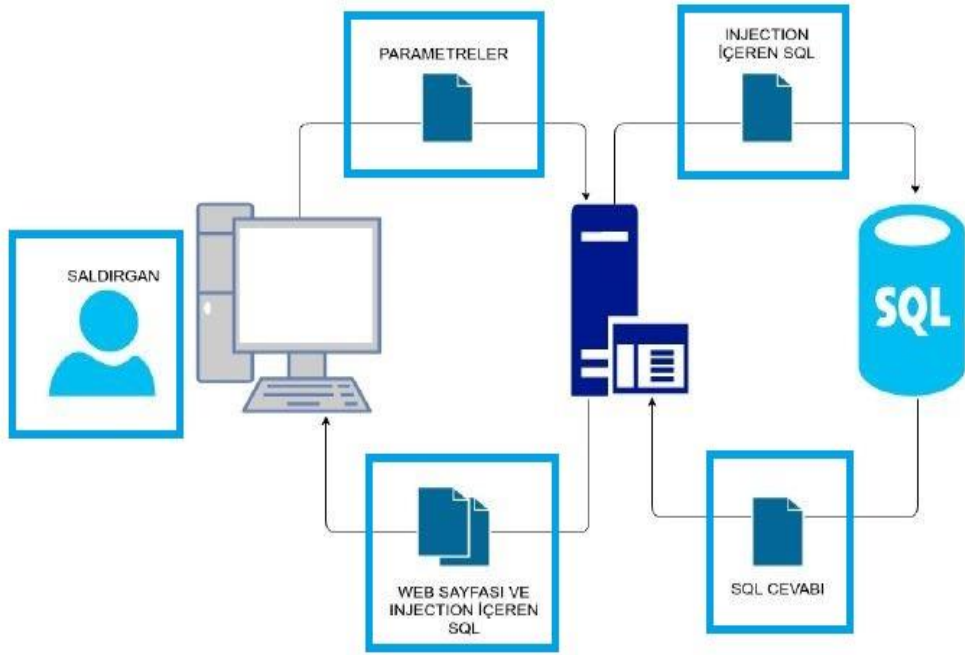 PARAMETRELER
INJECTION
İÇEREN SQL
SALDIRGAN
SQL
WEB SAYFASI VE
INJECTION İÇEREN
SQL
SQL CEVABI